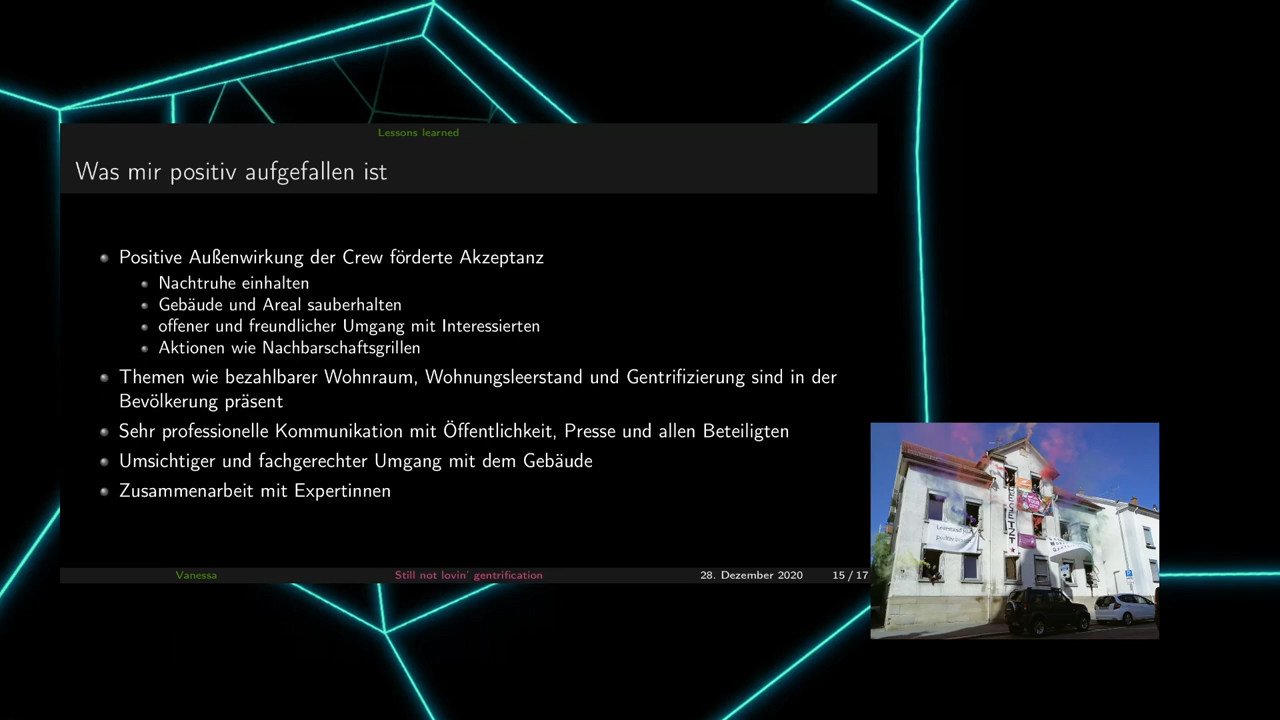 Lessons learned
Was mir positiv aufgefallen ist
Positive Außenwirkung der Crew förderte Akzeptanz
Nachtruhe einhalten
Gebäude und Areal sauberhalten
offener und freundlicher Umgang mit Interessierten
Aktionen wie Nachbarschaftsgrillen
Themen wie bezahlbarer Wohnraum, Wohnungsleerstand und Gentrifizierung sind in der
Bevölkerung präsent
Sehr professionelle Kommunikation mit Öffentlichkeit, Presse und allen Beteiligten
Umsichtiger und fachgerechter Umgang mit dem Gebäude
Zusammenarbeit mit Expertinnen
Vanessa
Still not lovin' gentrification
28. Dezember 2020
15 / 17
BESETZT
Leerstand